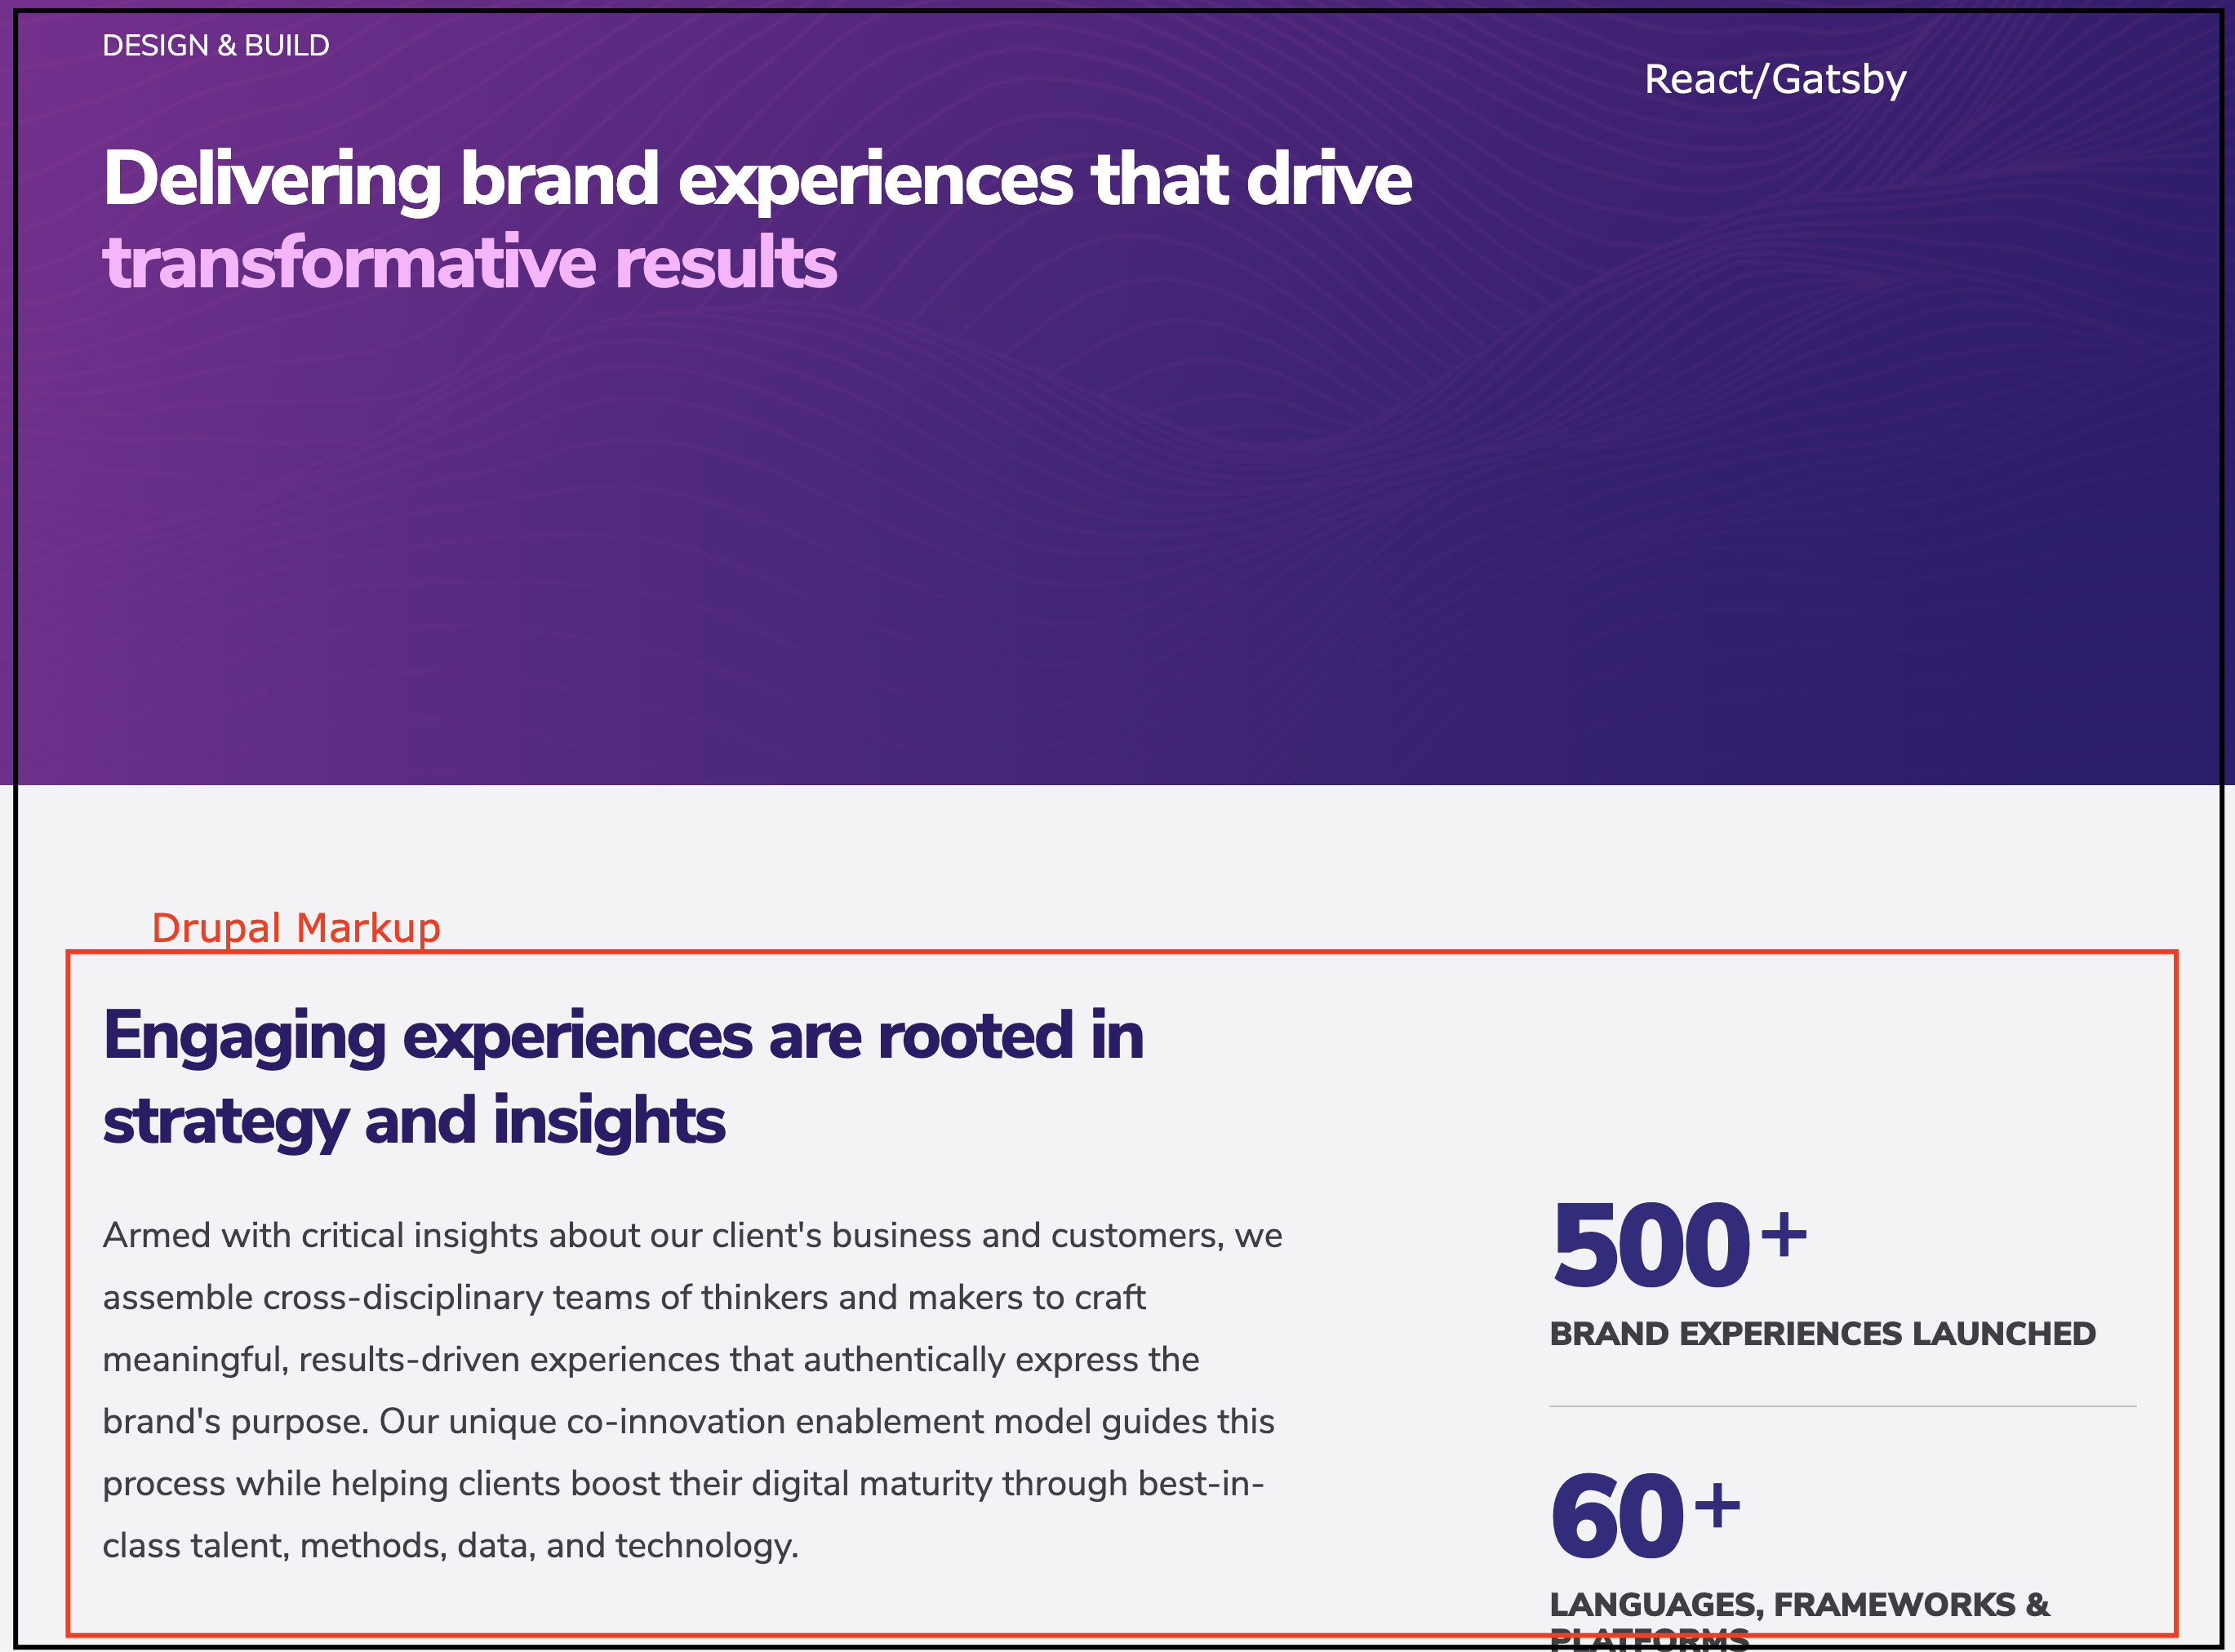 DESIGN & BUILD
React/Gatsby
Delivering brand experiences that drive
transformative results
Drupal Markup
Engaging experiences are rooted in
strategy and insights
Armed with critical insights about our client's business and customers, we
assemble cross-disciplinary teams of thinkers and makers to craft
meaningful, results-driven experiences that authentically express the
brand's purpose. Our unique co-innovation enablement model guides this
process while helping clients boost their digital maturity through best-in-
class talent, methods, data, and technology.
500+
BRAND EXPERIENCES LAUNCHED
60+
LANGUAGES, FRAMEWORKS &
PLATFORMS